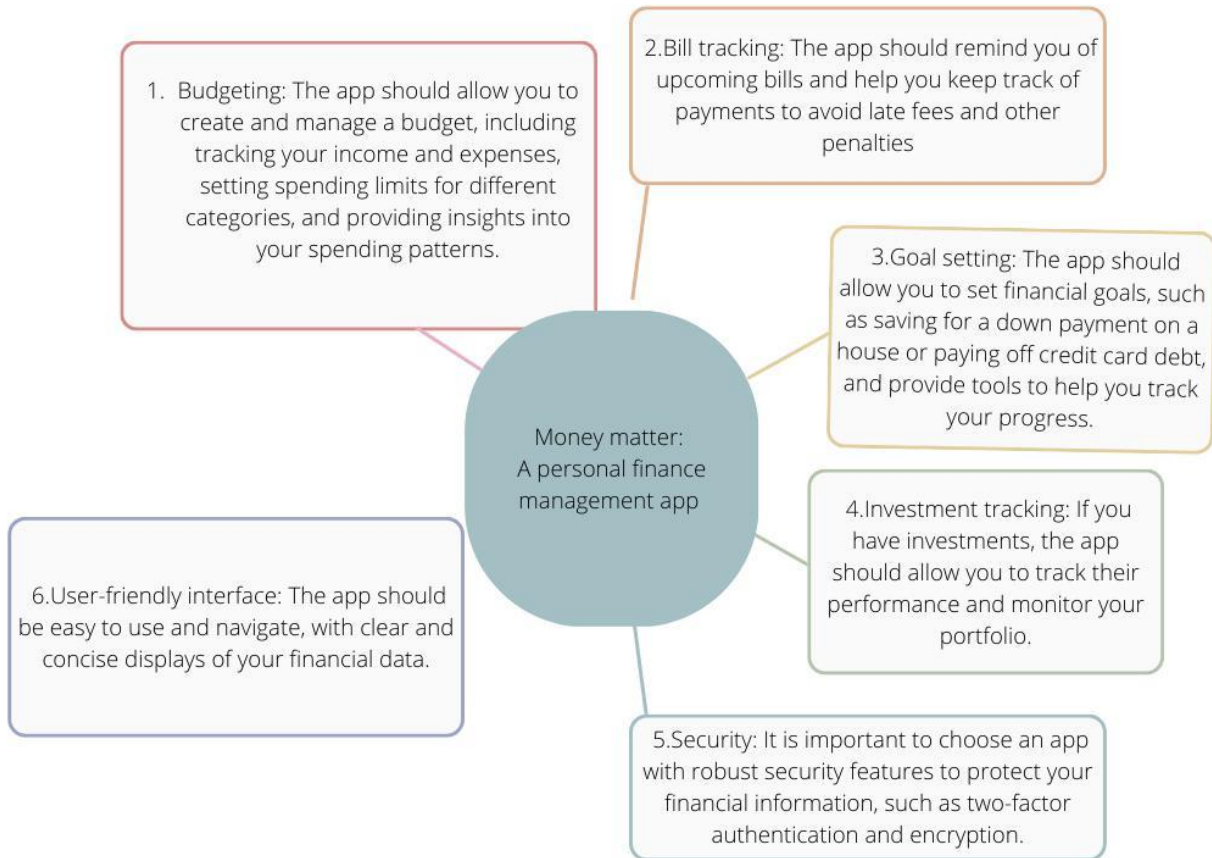 1. Budgeting: The app should allow you to
create and manage a budget, including
tracking your income and expenses,
setting spending limits for different
categories, and providing insights into
your spending patterns.
2.Bill tracking: The app should remind you of
upcoming bills and help you keep track of
payments to avoid late fees and other
penalties
3.Goal setting: The app should
allow you to set financial goals, such
as saving for a down payment on a
house or paying off credit card debt,
and provide tools to help you track
your progress.
Money matter:
A personal finance
management app
4.Investment tracking: If you
have investments, the app
should allow you to track their
performance and monitor your
portfolio.
5.Security: It is important to choose an app
with robust security features to protect your
financial information, such as two-factor
authentication and encryption.
6.User-friendly interface: The app should
be easy to use and navigate, with clear and
concise displays of your financial data.